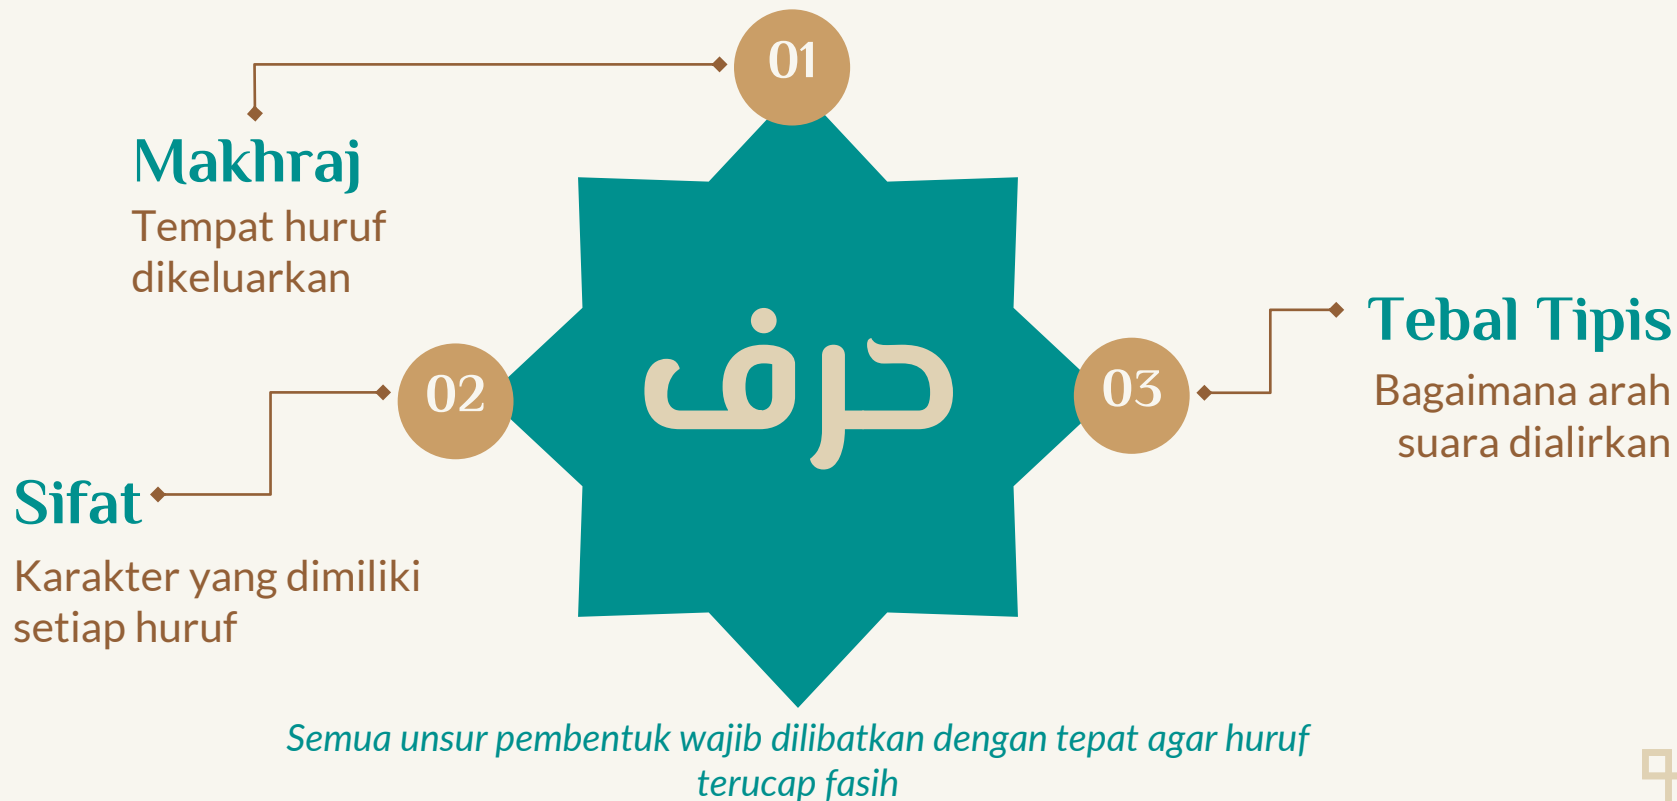 01
Makhraj
Tempat huruf
dikeluarkan
02
Sifat
Karakter yang dimiliki
setiap huruf
حرف
03
Tebal Tipis
Bagaimana arah
suara dialirkan
Semua unsur pembentuk wajib dilibatkan dengan tepat agar huruf
terucap fasih